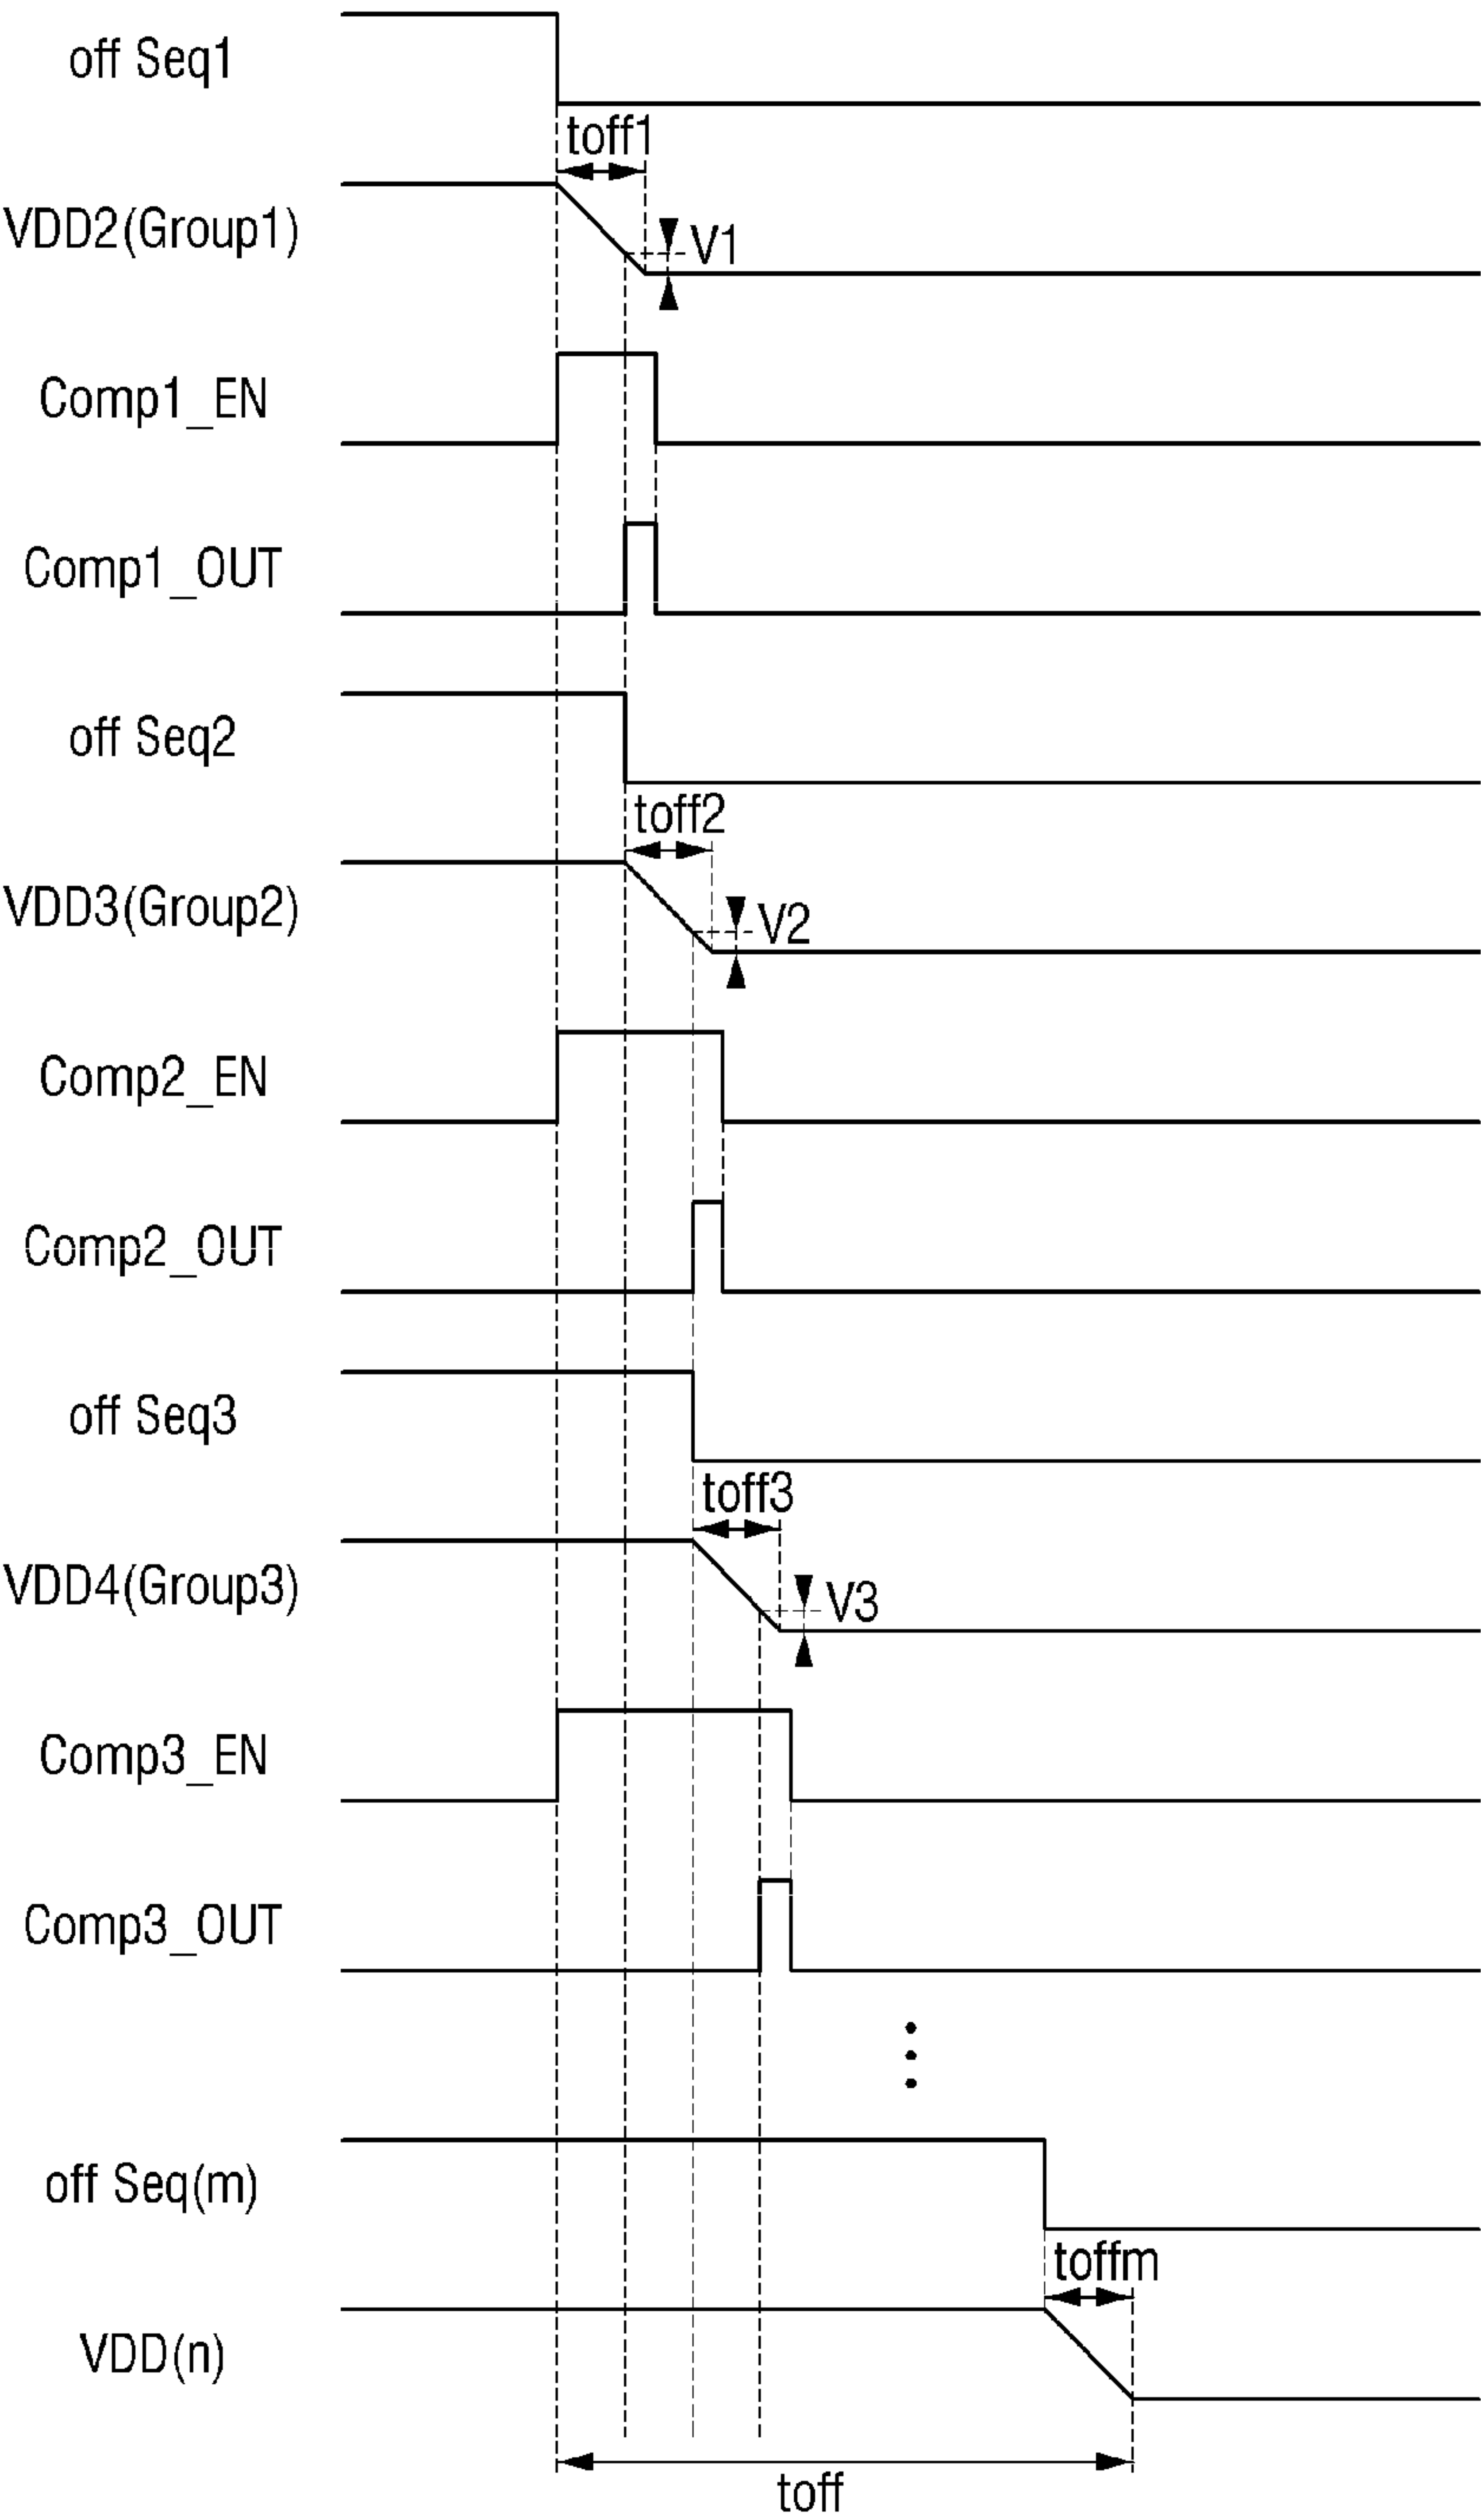 off Seq1
toff1
VDD2(Group1)
V1
Comp1_EN
Comp1_OUT
off Seq2
toff2
VDD3(Group2)
V2
Comp2_EN
Comp2_OUT
off Seq3
toff3
VDD4(Group3)
V3
Comp3_EN
Comp3_OUT
off Seq(m)
toffm
VDD(n)
toff